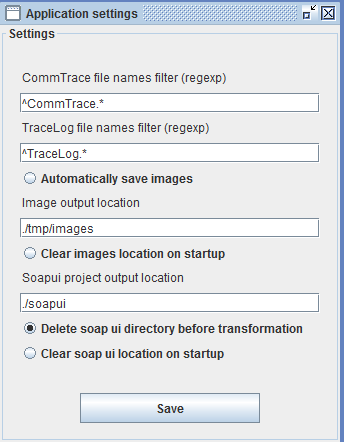 Application settings
Settings
CommTrace file names filter (regexp)
^CommTrace.*
TraceLog file names filter (regexp)
^TraceLog.*
Automatically save images
Image output location
./tmp/images
Clear images location on startup
Soapui project output location
./soapui
Delete soap ui directory before transformation
Clear soap ui location on startup
Save